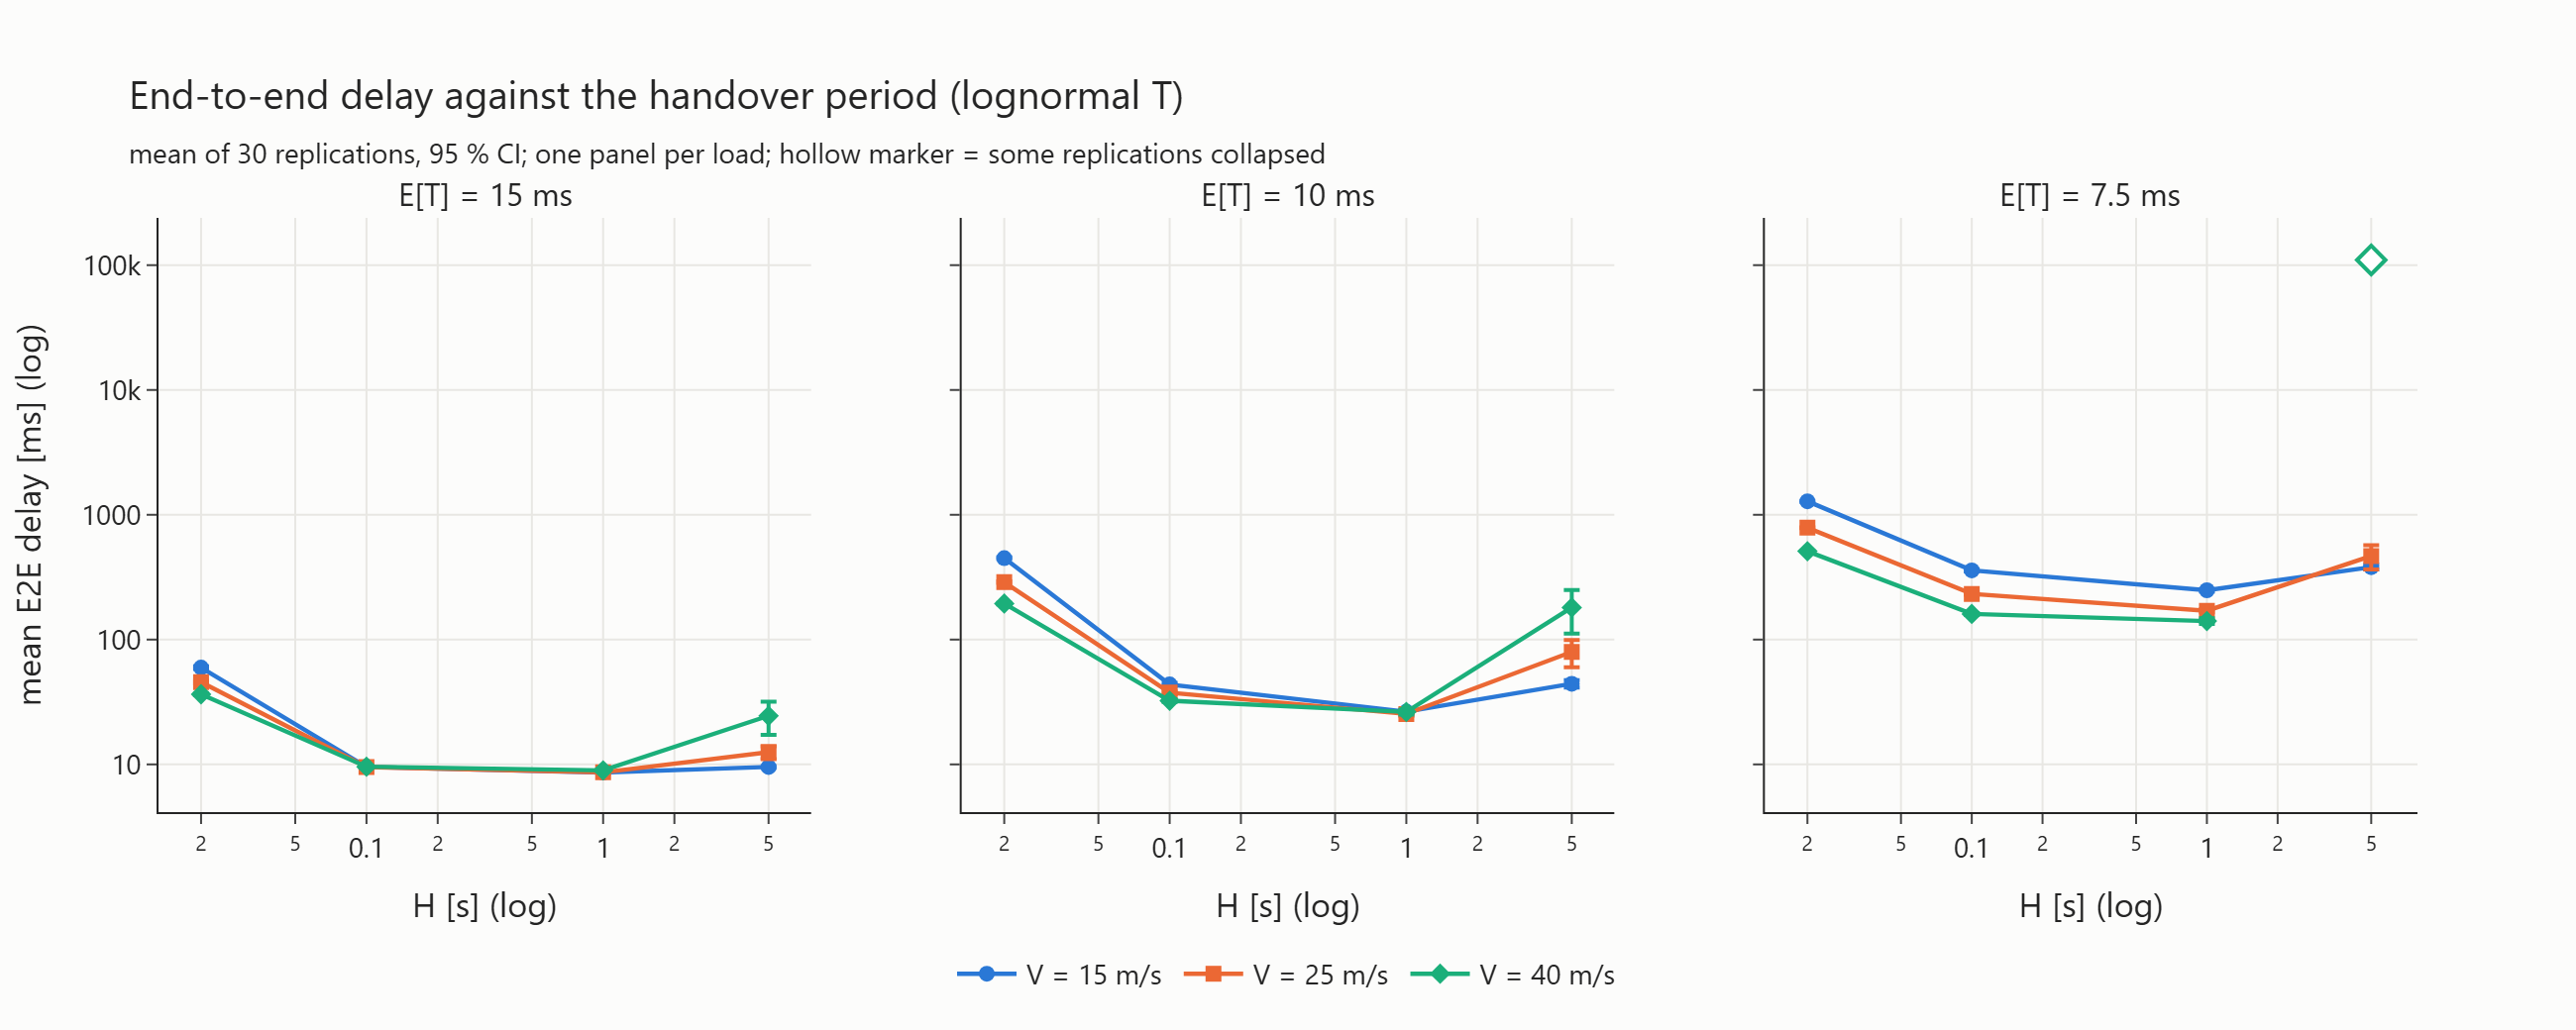 End-to-end delay against the handover period (lognormal T)
mean of 30 replications, 95 % CI; one panel per load; hollow marker = some replications collapsed
E[T] = 15 ms
E[T] = 10 ms
E[T] = 7.5 ms
mean E2E delay [ms] (log)
100k
10k
1000
100
10
2 5 0.1 2 5 1 2 5
2 5 0.1 2 5 1 2 5
2 5 0.1 2 5 1 2 5
H [s] (log)
H [s] (log)
H [s] (log)
V = 15 m/s V = 25 m/s V = 40 m/s